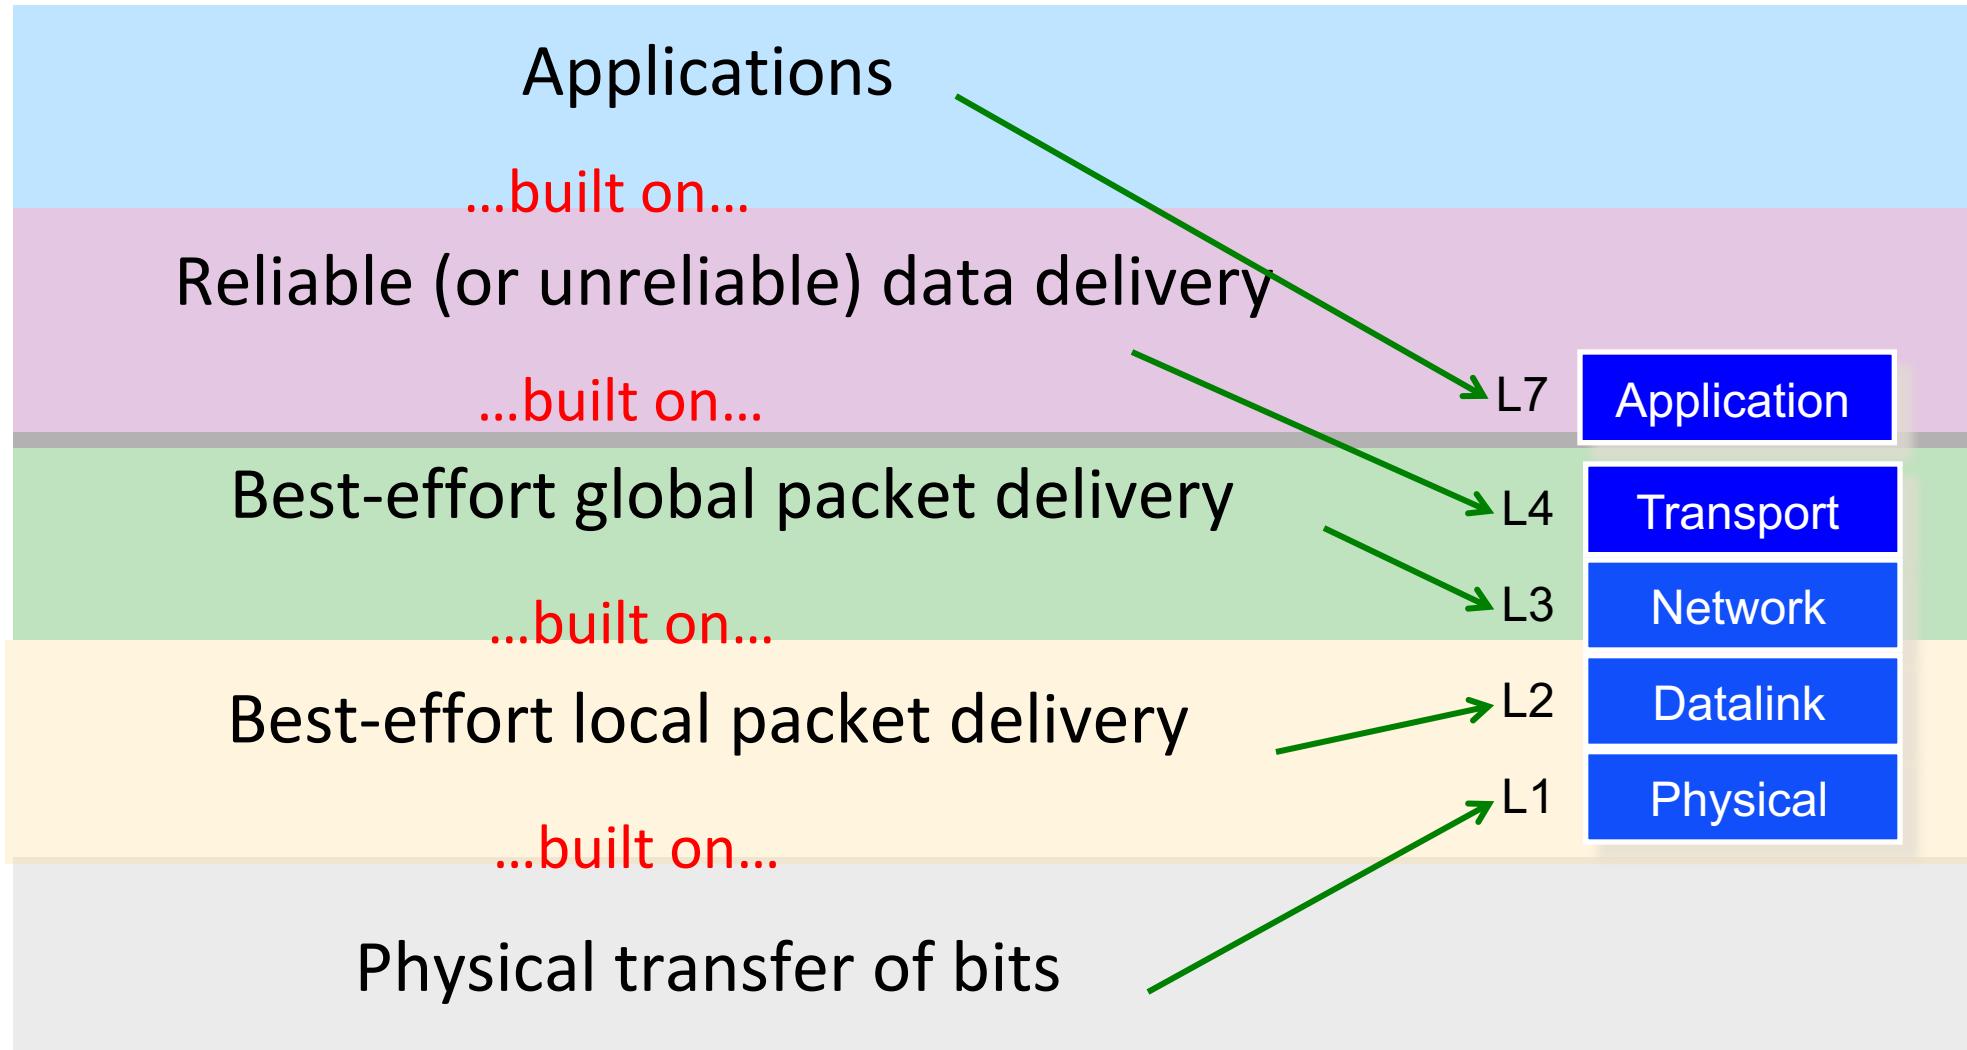 Applications
...built on...
Reliable (or unreliable) data delivery
...built on...
Best-effort global packet delivery
...built on...
Best-effort local packet delivery
...built on...
Physical transfer of bits
L7 Application
L4 Transport
L3 Network
L2 Datalink
L1 Physical